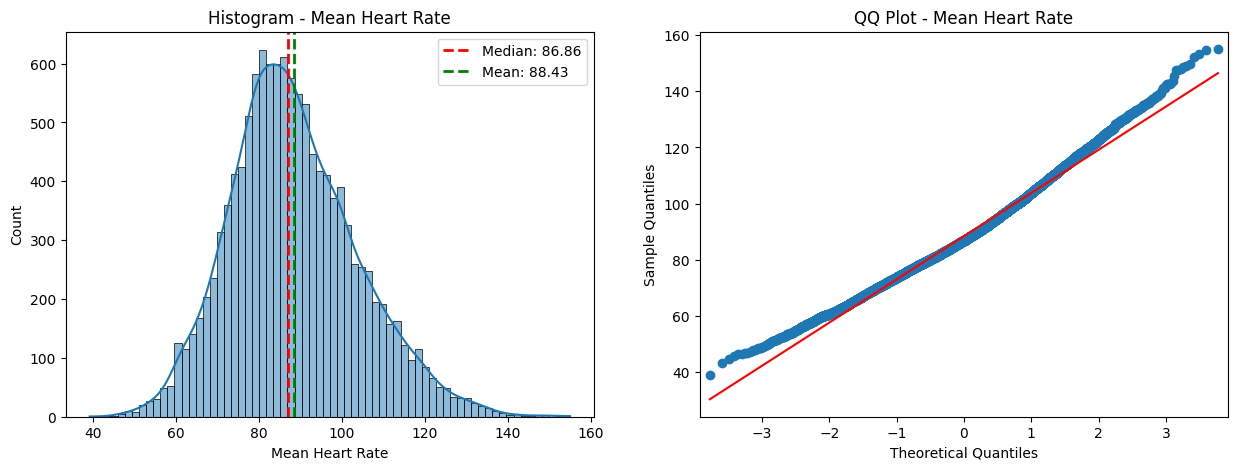 Histogram - Mean Heart Rate
Median: 86.86
Mean: 88.43
600
500
400
300
200
100
0
Count
40 60 80 100 120 140 160
Mean Heart Rate
QQ Plot - Mean Heart Rate
160
140
120
100
80
60
40
Sample Quantiles
−3 −2 −1 0 1 2 3
Theoretical Quantiles